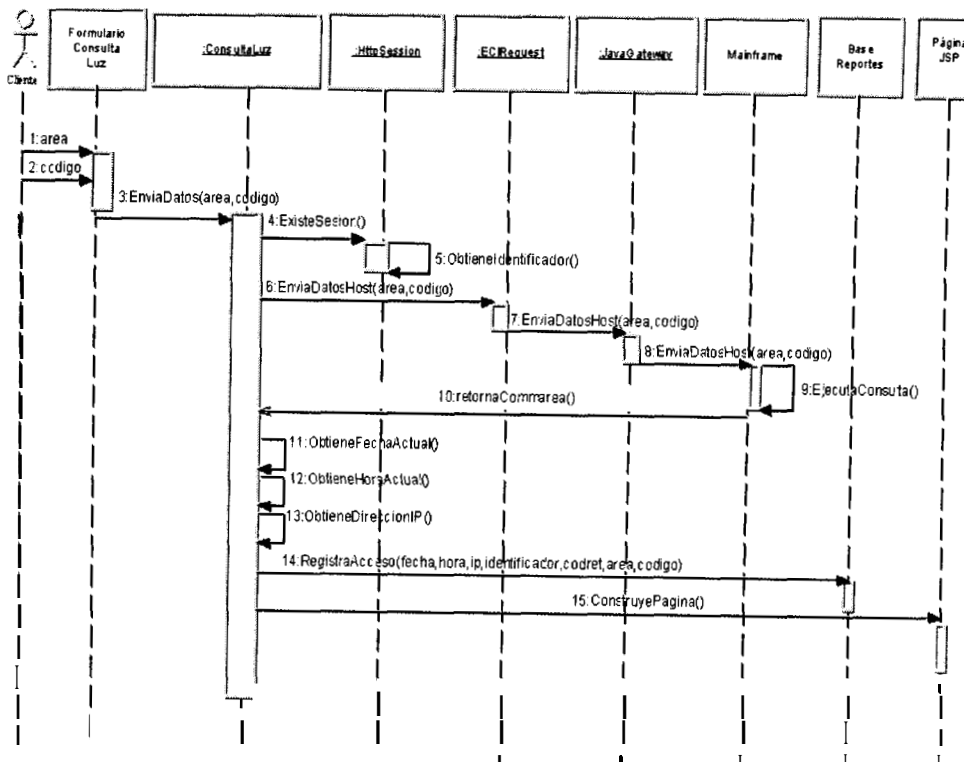 Formulario
Consulta
Luz
:ConsultaLuz
:HttpSession
:ECIRequest
:JavaGateway
Mainframe
Base
Reportes
Página
JSP
Cliente
1:area
2:codigo
3:EnviaDatos(area,codigo)
4:ExisteSesion()
5:ObtieneIdentificador()
6:EnviaDatosHost(area,codigo)
7:EnviaDatosHost(area,codigo)
8:EnviaDatosHost(area,codigo)
9:EjecutaConsulta()
10:retornaCommarea()
11:ObtieneFechaActual()
12:ObtieneHoraActual()
13:ObtieneDireccionIP()
14:RegistraAcceso(fecha,hora,ip,identificador,codret,area,codigo)
15:ConstruyePagina()